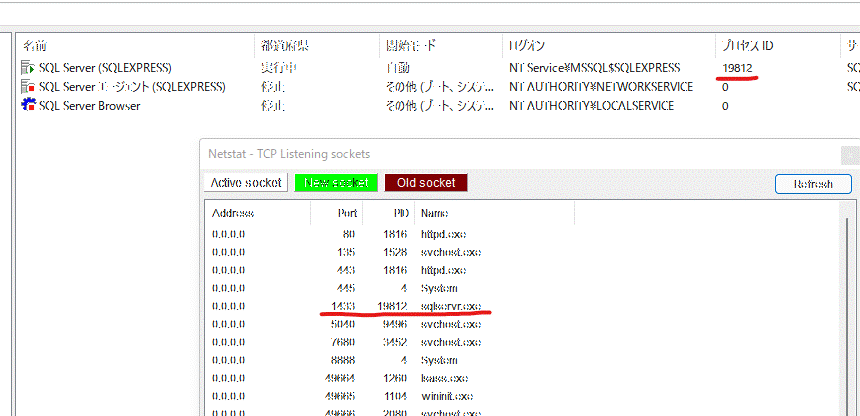 名前 都道府県 開始モード ログオン プロセス ID サ
SQL Server (SQLEXPRESS) 実行中 自動 NT Service¥MSSQL$SQLEXPRESS 19812 SC
SQL Server エージェント (SQLEXPRESS) 停止 その他 (ブート、システ... NT AUTHORITY¥NETWORKSERVICE 0 SC
SQL Server Browser 停止 その他 (ブート、システ... NT AUTHORITY¥LOCALSERVICE 0
Netstat - TCP Listening sockets
Active socket New socket Old socket Refresh
Address Port PID Name
0.0.0.0 80 1816 httpd.exe
0.0.0.0 135 1528 svchost.exe
0.0.0.0 443 1816 httpd.exe
0.0.0.0 445 4 System
0.0.0.0 1433 19812 sqlservr.exe
0.0.0.0 5040 9496 svchost.exe
0.0.0.0 7680 3452 svchost.exe
0.0.0.0 8888 4 System
0.0.0.0 49664 1260 lsass.exe
0.0.0.0 49665 1104 wininit.exe
0.0.0.0 49666 2080 svchost.exe